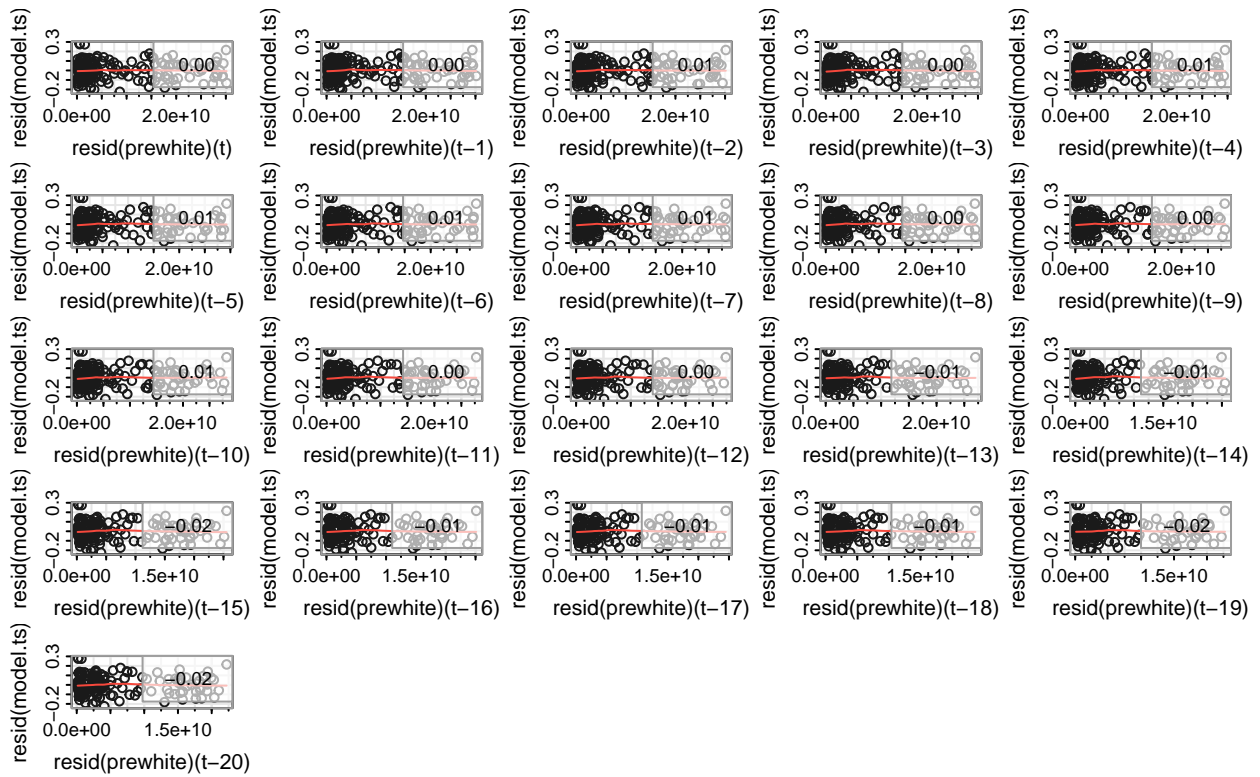 resid(model.ts) −0.2 0.3 0.00 0.0e+00 2.0e+10 resid(prewhite)(t)
resid(model.ts) −0.2 0.3 0.00 0.0e+00 2.0e+10 resid(prewhite)(t−1)
resid(model.ts) −0.2 0.3 0.01 0.0e+00 2.0e+10 resid(prewhite)(t−2)
resid(model.ts) −0.2 0.3 0.00 0.0e+00 2.0e+10 resid(prewhite)(t−3)
resid(model.ts) −0.2 0.3 0.01 0.0e+00 2.0e+10 resid(prewhite)(t−4)
resid(model.ts) −0.2 0.3 0.01 0.0e+00 2.0e+10 resid(prewhite)(t−5)
resid(model.ts) −0.2 0.3 0.01 0.0e+00 2.0e+10 resid(prewhite)(t−6)
resid(model.ts) −0.2 0.3 0.01 0.0e+00 2.0e+10 resid(prewhite)(t−7)
resid(model.ts) −0.2 0.3 0.00 0.0e+00 2.0e+10 resid(prewhite)(t−8)
resid(model.ts) −0.2 0.3 0.00 0.0e+00 2.0e+10 resid(prewhite)(t−9)
resid(model.ts) −0.2 0.3 0.01 0.0e+00 2.0e+10 resid(prewhite)(t−10)
resid(model.ts) −0.2 0.3 0.00 0.0e+00 2.0e+10 resid(prewhite)(t−11)
resid(model.ts) −0.2 0.3 0.00 0.0e+00 2.0e+10 resid(prewhite)(t−12)
resid(model.ts) −0.2 0.3 −0.01 0.0e+00 2.0e+10 resid(prewhite)(t−13)
resid(model.ts) −0.2 0.3 −0.01 0.0e+00 1.5e+10 resid(prewhite)(t−14)
resid(model.ts) −0.2 0.3 −0.02 0.0e+00 1.5e+10 resid(prewhite)(t−15)
resid(model.ts) −0.2 0.3 −0.01 0.0e+00 1.5e+10 resid(prewhite)(t−16)
resid(model.ts) −0.2 0.3 −0.01 0.0e+00 1.5e+10 resid(prewhite)(t−17)
resid(model.ts) −0.2 0.3 −0.01 0.0e+00 1.5e+10 resid(prewhite)(t−18)
resid(model.ts) −0.2 0.3 −0.02 0.0e+00 1.5e+10 resid(prewhite)(t−19)
resid(model.ts) −0.2 0.3 −0.02 0.0e+00 1.5e+10 resid(prewhite)(t−20)